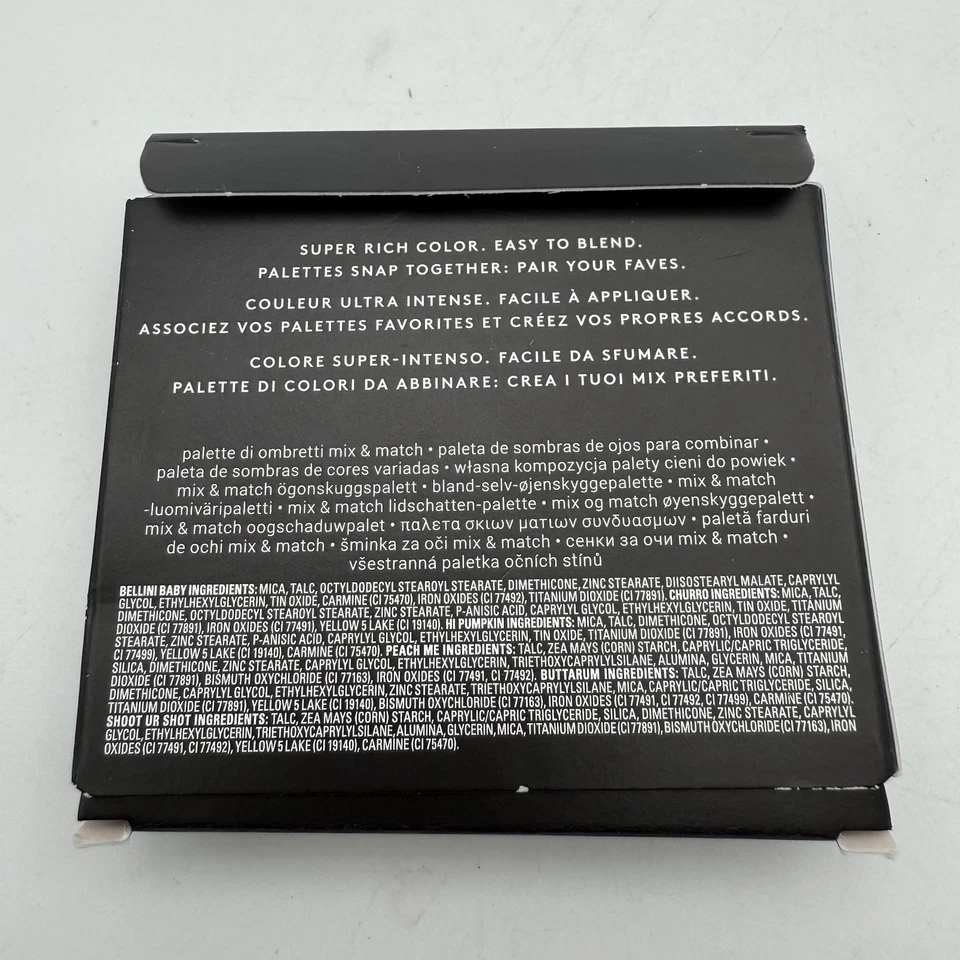 SUPER RICH COLOR. EASY TO BLEND.
PALETTES SNAP TOGETHER: PAIR YOUR FAVES.
COULEUR ULTRA INTENSE. FACILE À APPLIQUER.
ASSOCIEZ VOS PALETTES FAVORITES ET CRÉEZ VOS PROPRES ACCORDS.
COLORE SUPER-INTENSO. FACILE DA SFUMARE.
PALETTE DI COLORI DA ABBINARE: CREA I TUOI MIX PREFERITI.
palette di ombretti mix & match • paleta de sombras de ojos para combinar •
paleta de sombras de cores variadas • własna kompozycja palety cieni do powiek •
mix & match ögonskuggspalett • bland-selv-øjenskyggepalette • mix & match
-luomiväripaletti • mix & match lidschatten-palette • mix og match øyenskyggepalett •
mix & match oogschaduwpalet • παλετα σκιων ματιων συνδυασμων • paletă farduri
de ochi mix & match • šminka za oči mix & match • сенки за очи mix & match •
všestranná paletka očních stínů
BELLINI BABY INGREDIENTS: MICA, TALC, OCTYLDODECYL STEAROYL STEARATE, DIMETHICONE, ZINC STEARATE, DIISOSTEARYL MALATE, CAPRYLYL
GLYCOL, ETHYLHEXYLGLYCERIN, TIN OXIDE, CARMINE (CI 75470), IRON OXIDES (CI 77492), TITANIUM DIOXIDE (CI 77891). CHURRO INGREDIENTS: MICA, TALC,
DIMETHICONE, OCTYLDODECYL STEAROYL STEARATE, ZINC STEARATE, P-ANISIC ACID, CAPRYLYL GLYCOL, ETHYLHEXYLGLYCERIN, TIN OXIDE, TITANIUM
DIOXIDE (CI 77891), IRON OXIDES (CI 77491), YELLOW 5 LAKE (CI 19140). HI PUMPKIN INGREDIENTS: MICA, TALC, DIMETHICONE, OCTYLDODECYL STEAROYL
STEARATE, ZINC STEARATE, P-ANISIC ACID, CAPRYLYL GLYCOL, ETHYLHEXYLGLYCERIN, TIN OXIDE, TITANIUM DIOXIDE (CI 77891), IRON OXIDES (CI 77491,
CI 77499), YELLOW 5 LAKE (CI 19140), CARMINE (CI 75470). PEACH ME INGREDIENTS: TALC, ZEA MAYS (CORN) STARCH, CAPRYLIC/CAPRIC TRIGLYCERIDE,
SILICA, DIMETHICONE, ZINC STEARATE, CAPRYLYL GLYCOL, ETHYLHEXYLGLYCERIN, TRIETHOXYCAPRYLYLSILANE, ALUMINA, GLYCERIN, MICA, TITANIUM
DIOXIDE (CI 77891), BISMUTH OXYCHLORIDE (CI 77163), IRON OXIDES (CI 77491, CI 77492). BUTTARUM INGREDIENTS: TALC, ZEA MAYS (CORN) STARCH,
DIMETHICONE, CAPRYLYL GLYCOL, ETHYLHEXYLGLYCERIN, ZINC STEARATE, TRIETHOXYCAPRYLYLSILANE, MICA, CAPRYLIC/CAPRIC TRIGLYCERIDE, SILICA,
TITANIUM DIOXIDE (CI 77891), YELLOW 5 LAKE (CI 19140), BISMUTH OXYCHLORIDE (CI 77163), IRON OXIDES (CI 77491, CI 77492, CI 77499), CARMINE (CI 75470).
SHOOT UR SHOT INGREDIENTS: TALC, ZEA MAYS (CORN) STARCH, CAPRYLIC/CAPRIC TRIGLYCERIDE, SILICA, DIMETHICONE, ZINC STEARATE, CAPRYLYL
GLYCOL, ETHYLHEXYLGLYCERIN, TRIETHOXYCAPRYLYLSILANE, ALUMINA, GLYCERIN, MICA, TITANIUM DIOXIDE (CI 77891), BISMUTH OXYCHLORIDE (CI 77163), IRON
OXIDES (CI 77491, CI 77492), YELLOW 5 LAKE (CI 19140), CARMINE (CI 75470).